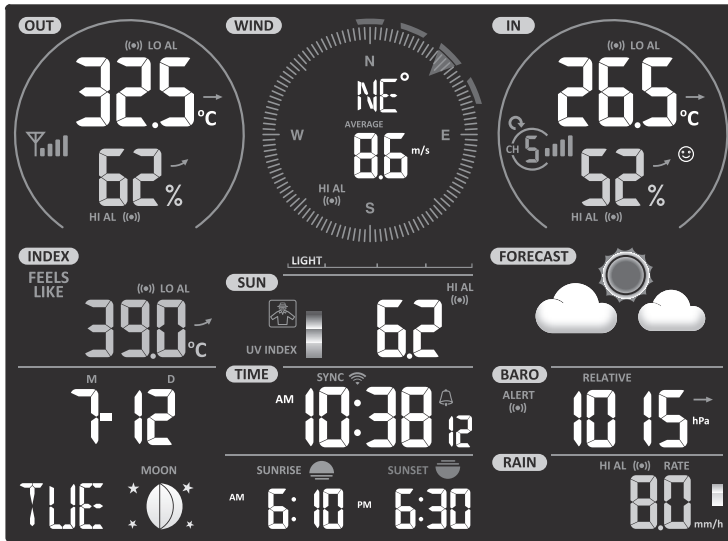 OUT
((•)) LO AL
32.5 °C
62 %
HI AL ((•))
WIND
N
NE°
W
AVERAGE
E
8.6 m/s
HI AL
((•))
S
IN
((•)) LO AL
26.5 °C
CH 5
52 %
HI AL ((•))
INDEX
FEELS
LIKE
((•)) LO AL
39.0 °C
LIGHT
SUN
HI AL
((•))
UV INDEX
6.2
FORECAST
M D
7-12
TUE
MOON
TIME
SYNC
AM 10:38 12
SUNRISE
AM 6:10
SUNSET
PM 6:30
BARO
RELATIVE
ALERT
((•))
1015 hPa
RAIN
HI AL ((•)) RATE
8.0 mm/h